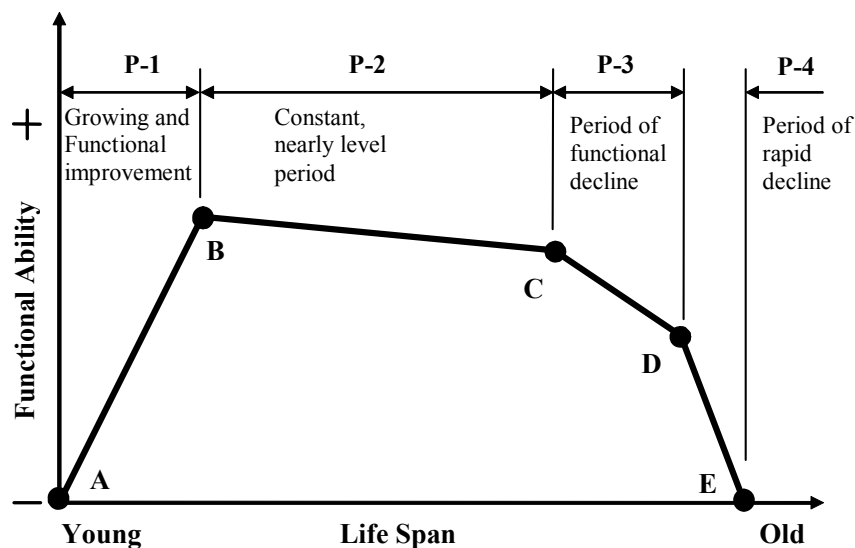 P-1
P-2
P-3
P-4
Growing and
Functional
improvement
Constant,
nearly level
period
Period of
functional
decline
Period of
rapid
decline
+
Functional Ability
–
A
B
C
D
E
Young
Life Span
Old